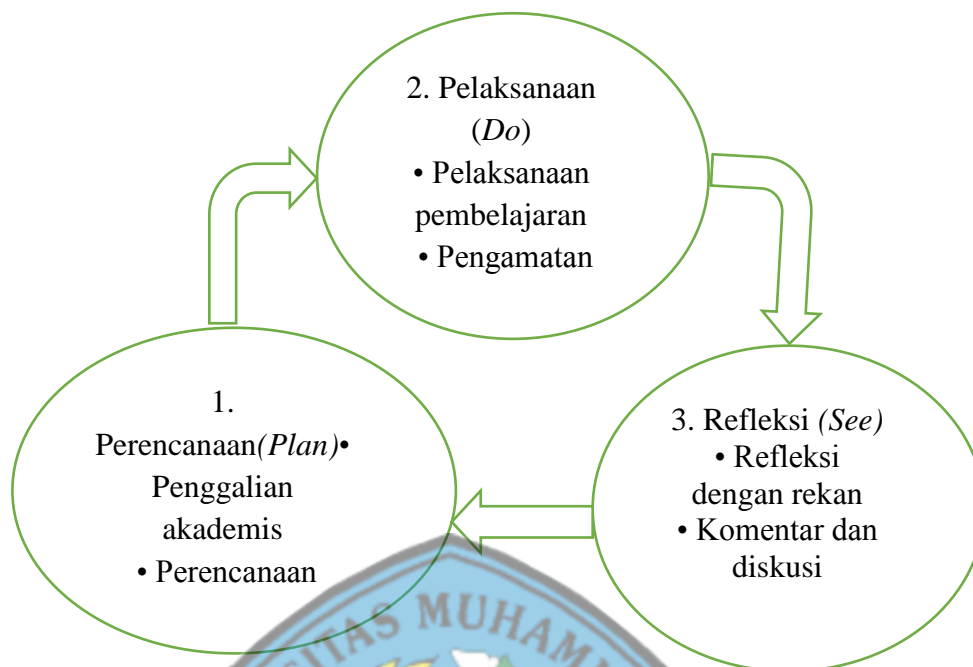 2. Pelaksanaan
(Do)
• Pelaksanaan
pembelajaran
• Pengamatan
1.
Perencanaan(Plan)•
Penggalian
akademis
• Perencanaan
3. Refleksi (See)
• Refleksi
dengan rekan
• Komentar dan
diskusi